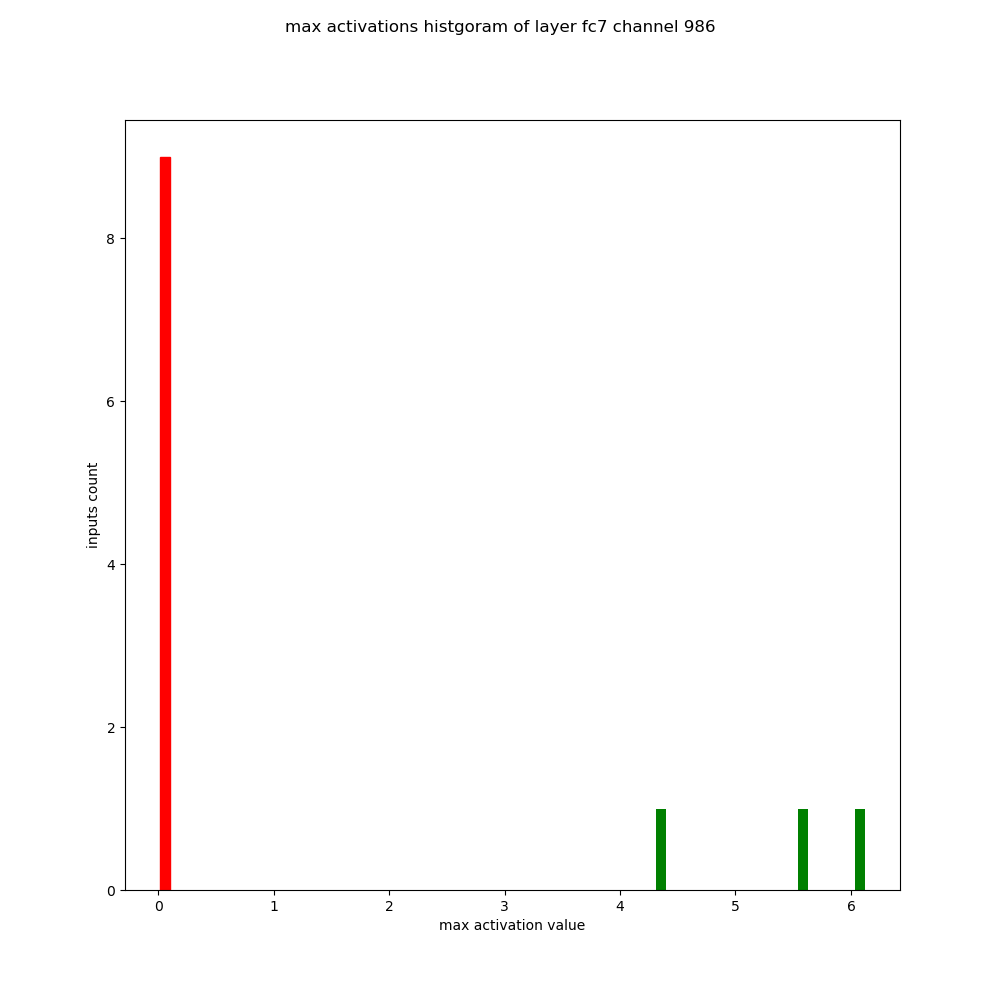 max activations histgoram of layer fc7 channel 986
inputs count
8
6
4
2
0
0 1 2 3 4 5 6
max activation value